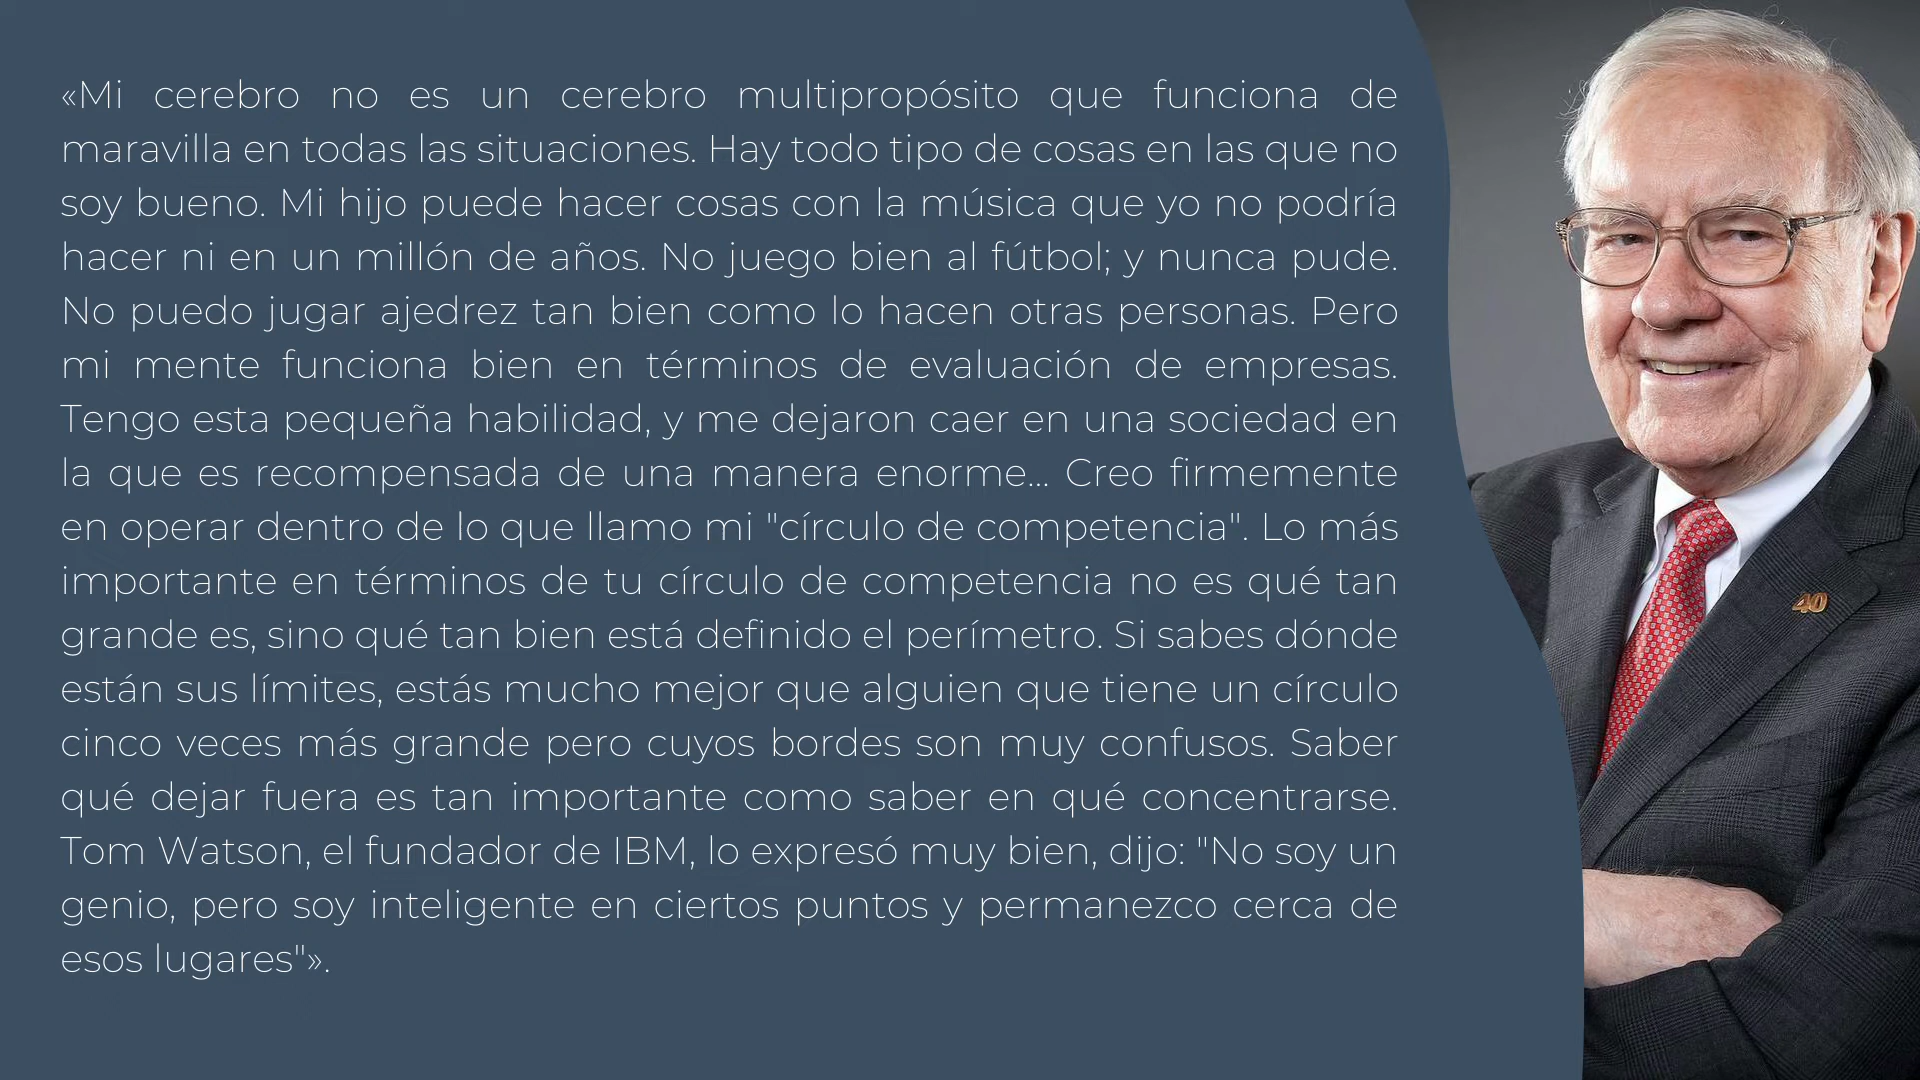 «Mi cerebro no es un cerebro multipropósito que funciona de
maravilla en todas las situaciones. Hay todo tipo de cosas en las que no
soy bueno. Mi hijo puede hacer cosas con la música que yo no podría
hacer ni en un millón de años. No juego bien al fútbol; y nunca pude.
No puedo jugar ajedrez tan bien como lo hacen otras personas. Pero
mi mente funciona bien en términos de evaluación de empresas.
Tengo esta pequeña habilidad, y me dejaron caer en una sociedad en
la que es recompensada de una manera enorme... Creo firmemente
en operar dentro de lo que llamo mi "círculo de competencia". Lo más
importante en términos de tu círculo de competencia no es qué tan
grande es, sino qué tan bien está definido el perímetro. Si sabes dónde
están sus límites, estás mucho mejor que alguien que tiene un círculo
cinco veces más grande pero cuyos bordes son muy confusos. Saber
qué dejar fuera es tan importante como saber en qué concentrarse.
Tom Watson, el fundador de IBM, lo expresó muy bien, dijo: "No soy un
genio, pero soy inteligente en ciertos puntos y permanezco cerca de
esos lugares"».
40